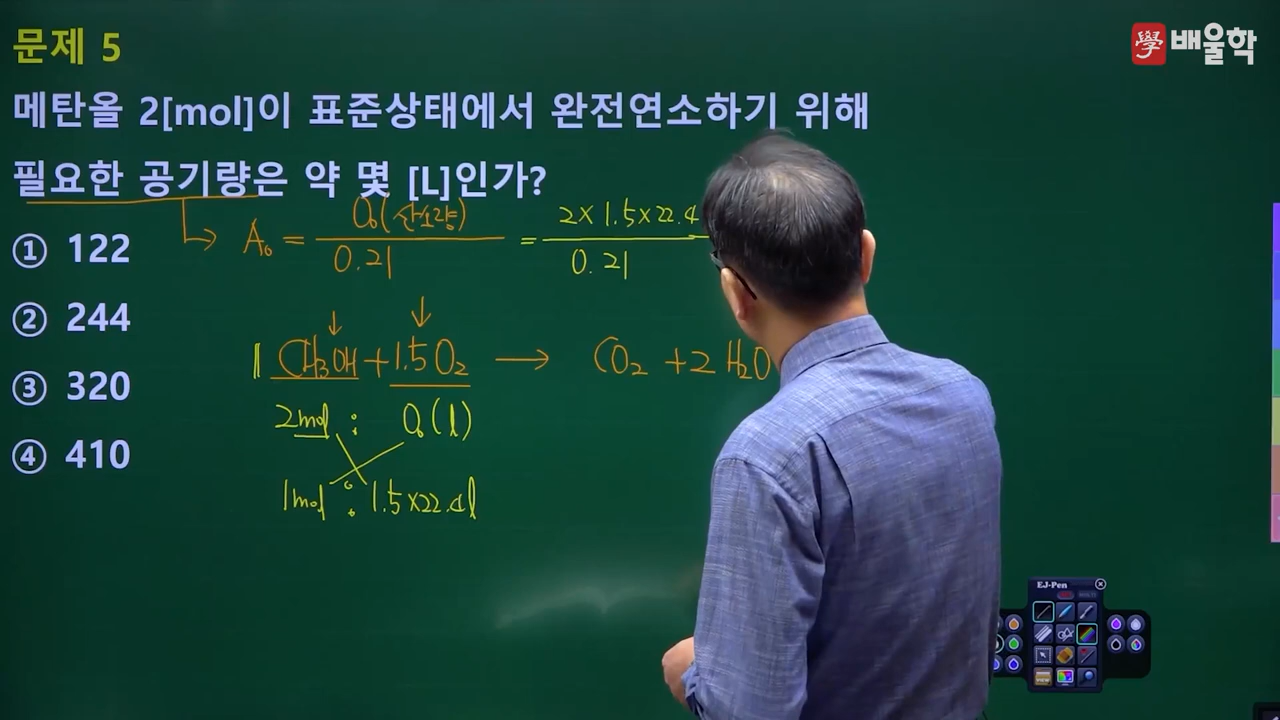 문제 5
學 배울학
메탄올 2[mol]이 표준상태에서 완전연소하기 위해
필요한 공기량은 약 몇 [L]인가?
A₀ = O₀(산소량) / 0.21 = 2 × 1.5 × 22.4 / 0.21
① 122
② 244
③ 320
④ 410
1 CH₃OH + 1.5 O₂ → CO₂ + 2 H₂O
2mol : O₀(l)
1mol : 1.5×22.4l
EJ-Pen